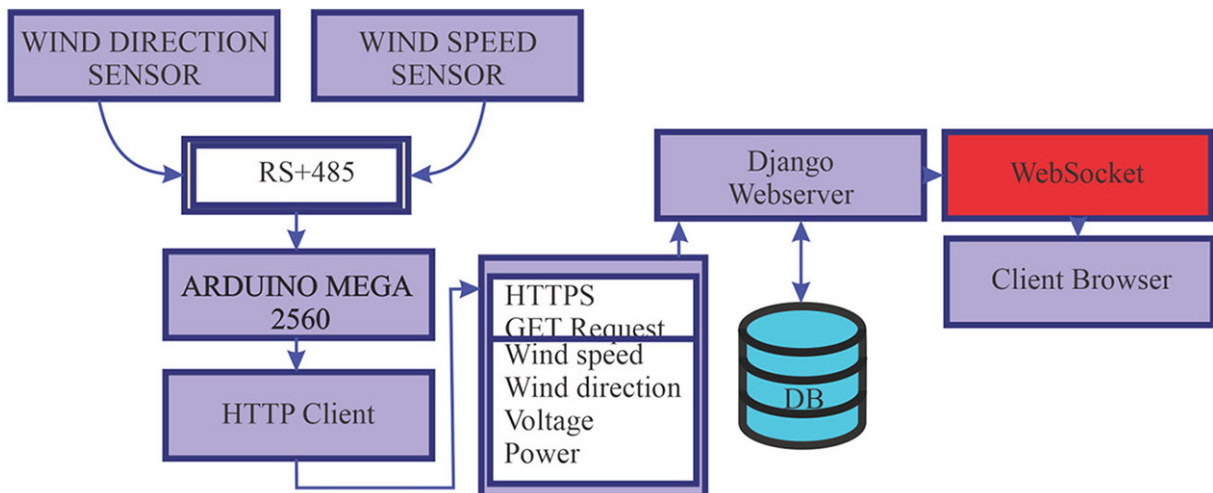 WIND DIRECTION
SENSOR
WIND SPEED
SENSOR
RS+485
ARDUINO MEGA
2560
HTTP Client
HTTPS
GET Request
Wind speed
Wind direction
Voltage
Power
Django
Webserver
DB
WebSocket
Client Browser